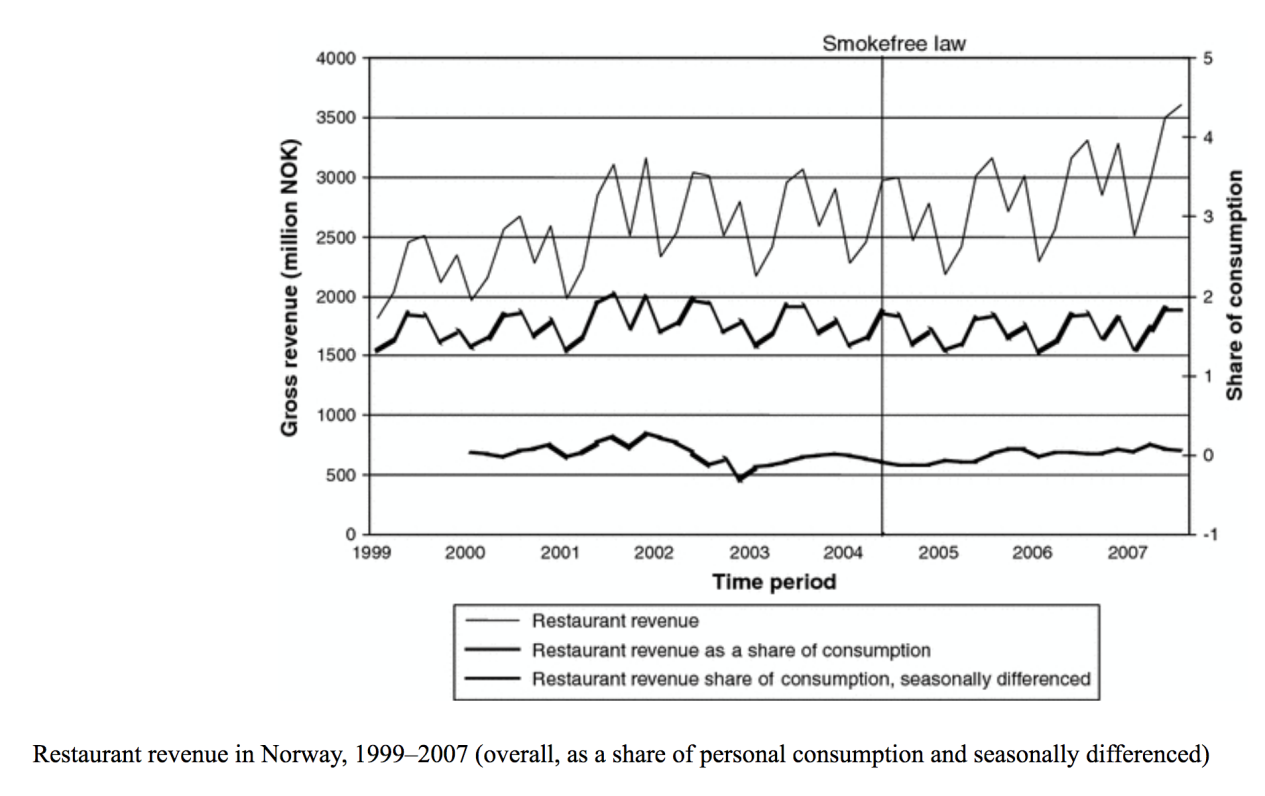 Smokefree law
4000
3500
3000
2500
2000
1500
1000
500
0
Gross revenue (million NOK)
5
4
3
2
1
0
-1
Share of consumption
1999 2000 2001 2002 2003 2004 2005 2006 2007
Time period
Restaurant revenue
Restaurant revenue as a share of consumption
Restaurant revenue share of consumption, seasonally differenced
Restaurant revenue in Norway, 1999–2007 (overall, as a share of personal consumption and seasonally differenced)